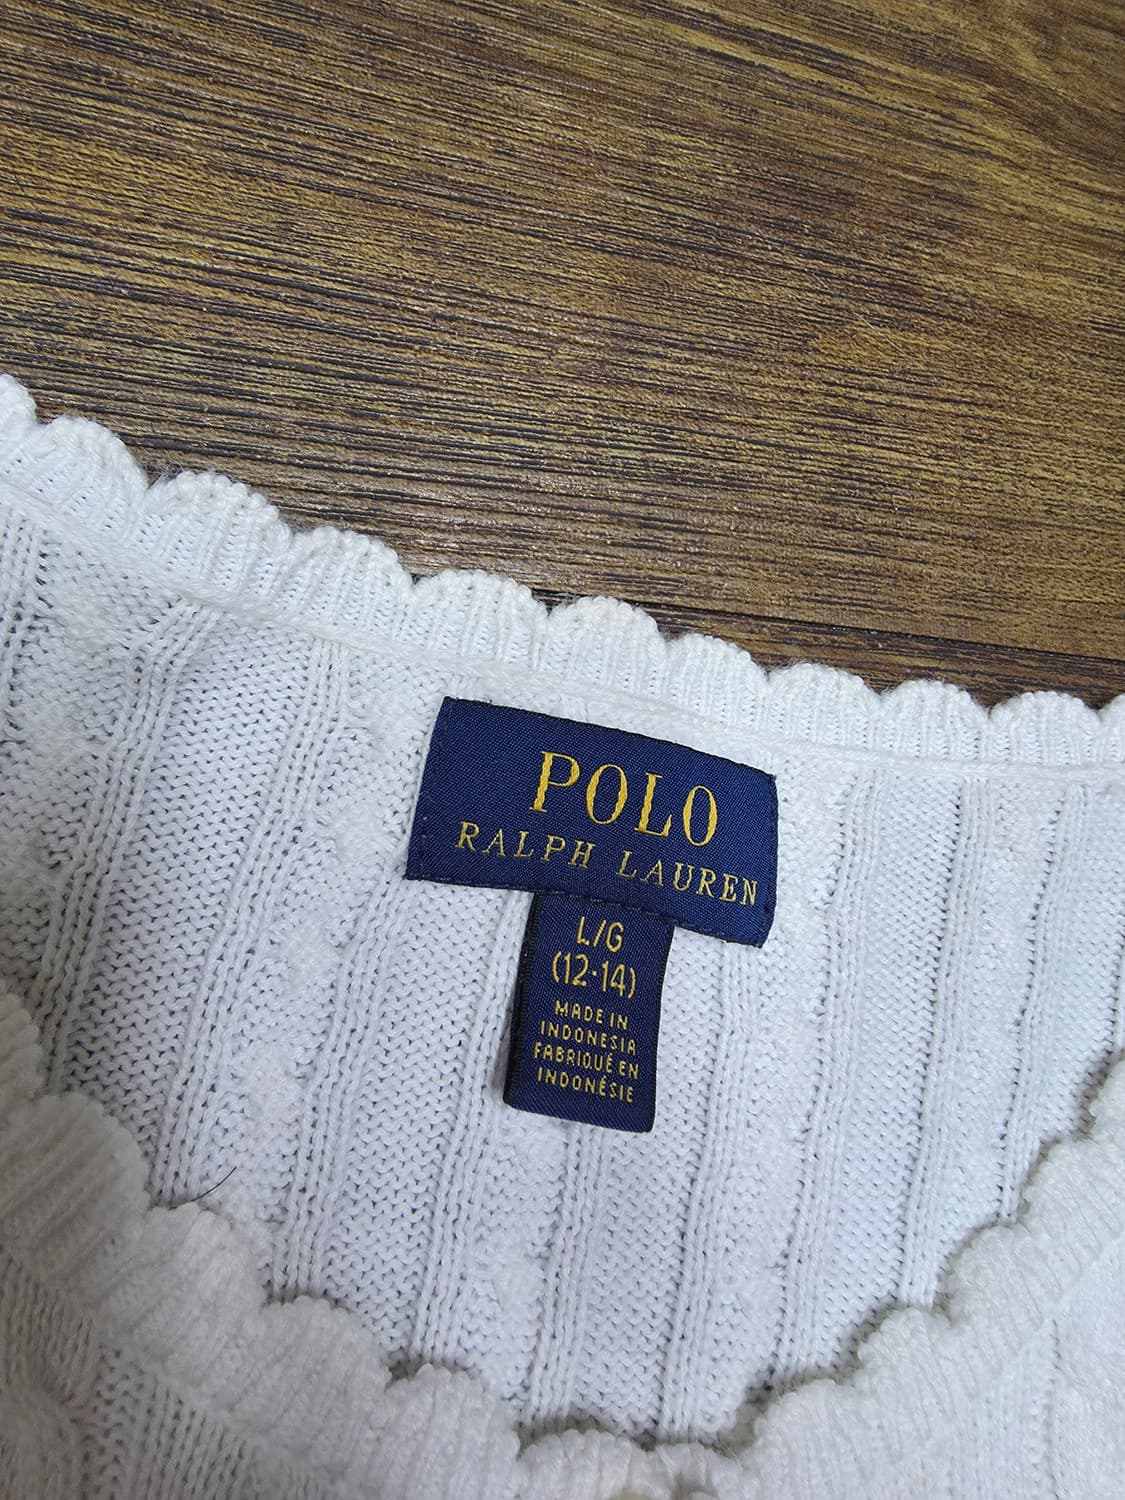 POLO
RALPH LAUREN
L/G
(12-14)
MADE IN
INDONESIA
FABRIQUÉ EN
INDONÉSIE